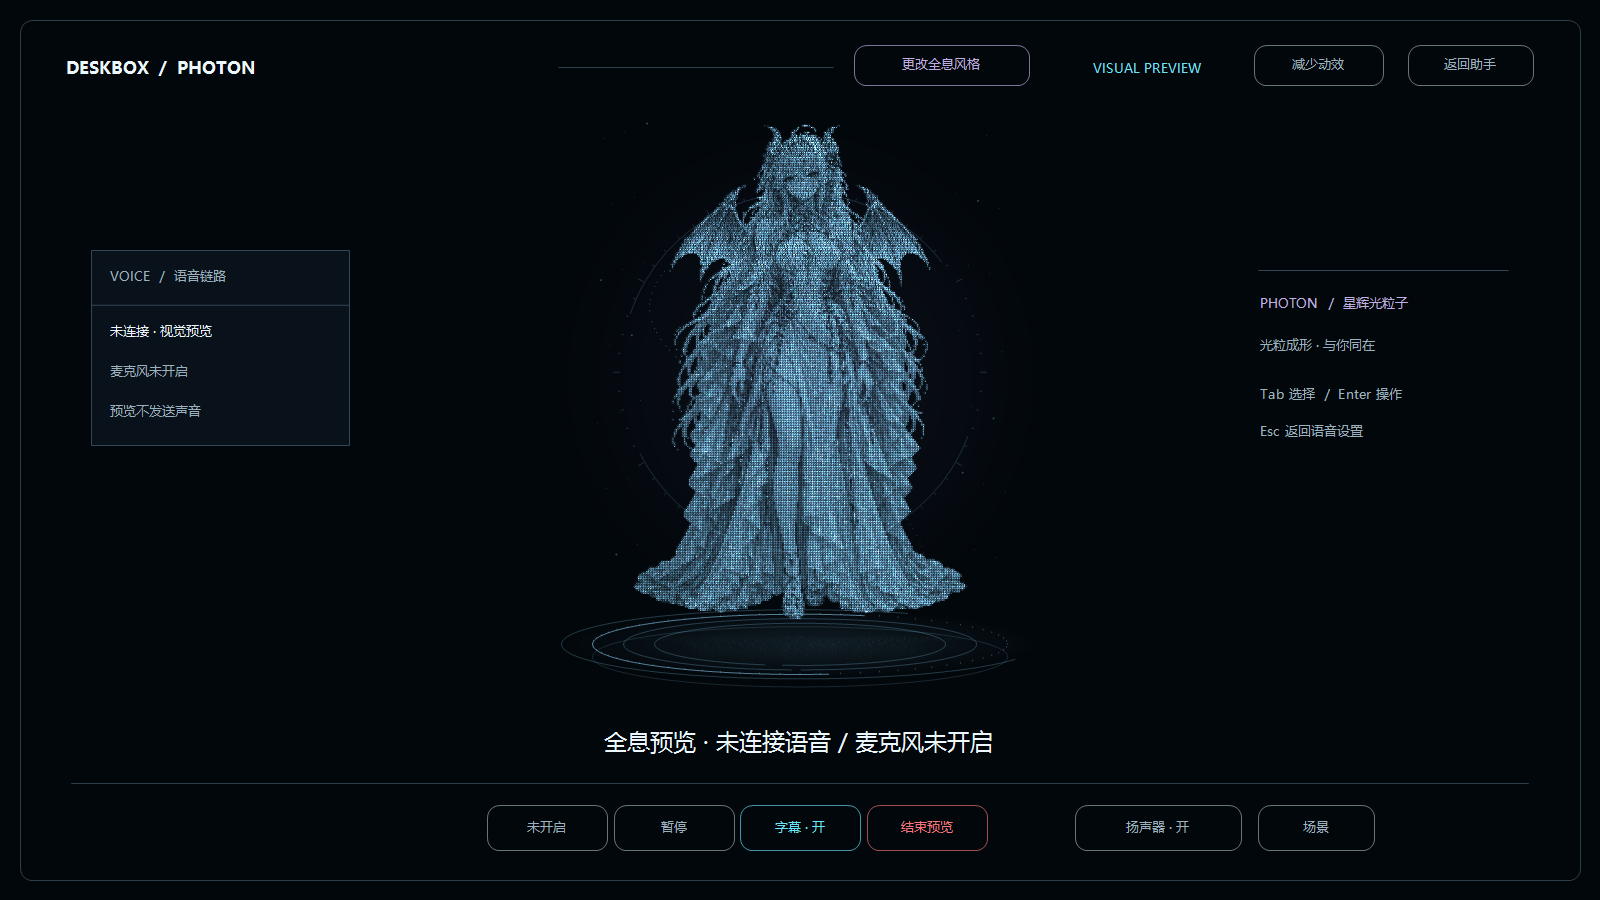 DESKBOX / PHOTON
更改全息风格
VISUAL PREVIEW
减少动效
返回助手
VOICE / 语音链路
未连接 · 视觉预览
麦克风未开启
预览不发送声音
PHOTON / 星辉光粒子
光粒成形 · 与你同在
Tab 选择 / Enter 操作
Esc 返回语音设置
全息预览 · 未连接语音 / 麦克风未开启
未开启
暂停
字幕 · 开
结束预览
扬声器 · 开
场景